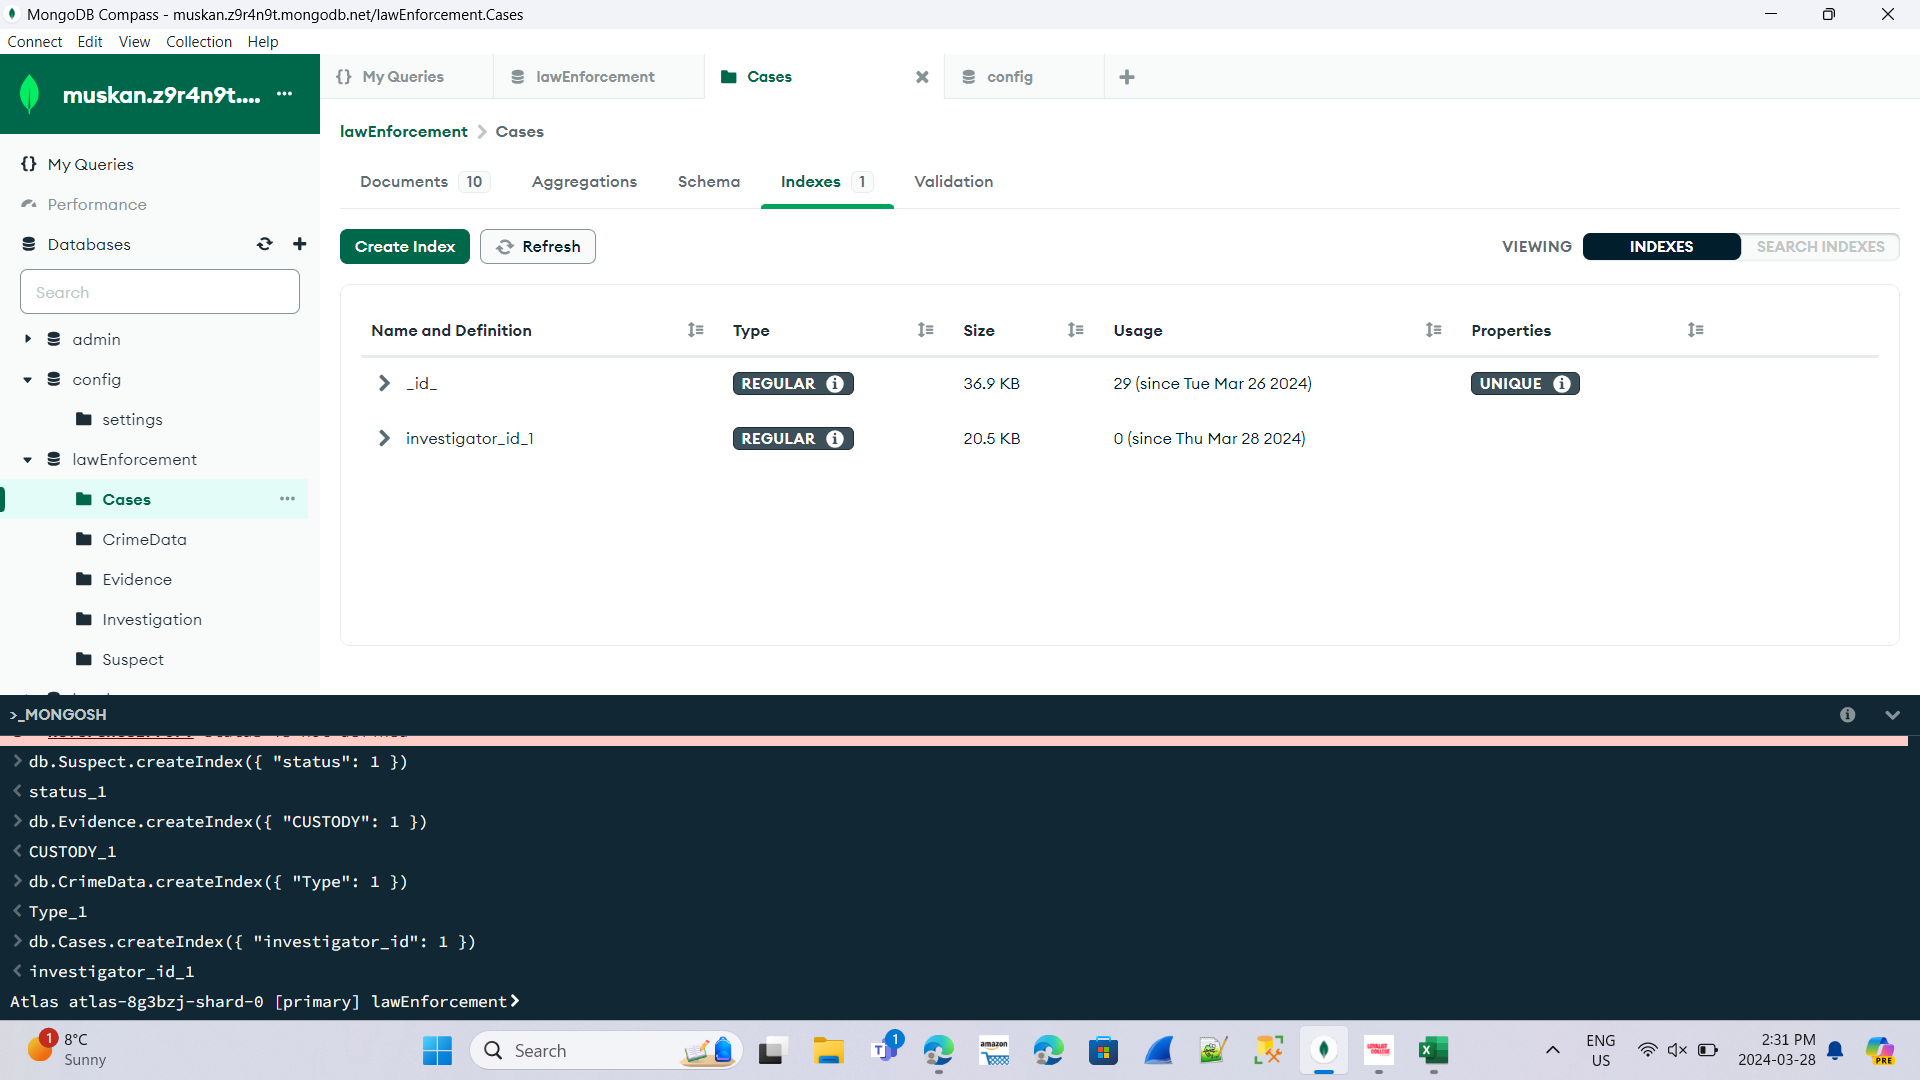 MongoDB Compass - muskan.z9r4n9t.mongodb.net/lawEnforcement.Cases
Connect Edit View Collection Help
muskan.z9r4n9t.... ...
{} My Queries
lawEnforcement
Cases
config
lawEnforcement > Cases
{} My Queries
Performance
Databases
Search
admin
config
settings
lawEnforcement
Cases
CrimeData
Evidence
Investigation
Suspect
Documents 10 Aggregations Schema Indexes 1 Validation
Create Index Refresh VIEWING INDEXES SEARCH INDEXES
Name and Definition Type Size Usage Properties
_id_ REGULAR 36.9 KB 29 (since Tue Mar 26 2024) UNIQUE
investigator_id_1 REGULAR 20.5 KB 0 (since Thu Mar 28 2024)
>_MONGOSH
> db.Suspect.createIndex({ "status": 1 })
< status_1
> db.Evidence.createIndex({ "CUSTODY": 1 })
< CUSTODY_1
> db.CrimeData.createIndex({ "Type": 1 })
< Type_1
> db.Cases.createIndex({ "investigator_id": 1 })
< investigator_id_1
Atlas atlas-8g3bzj-shard-0 [primary] lawEnforcement>
1 8°C
Sunny
Search
1
amazon
LOYALIST COLLEGE
ENG
US
2:31 PM
2024-03-28
PRE